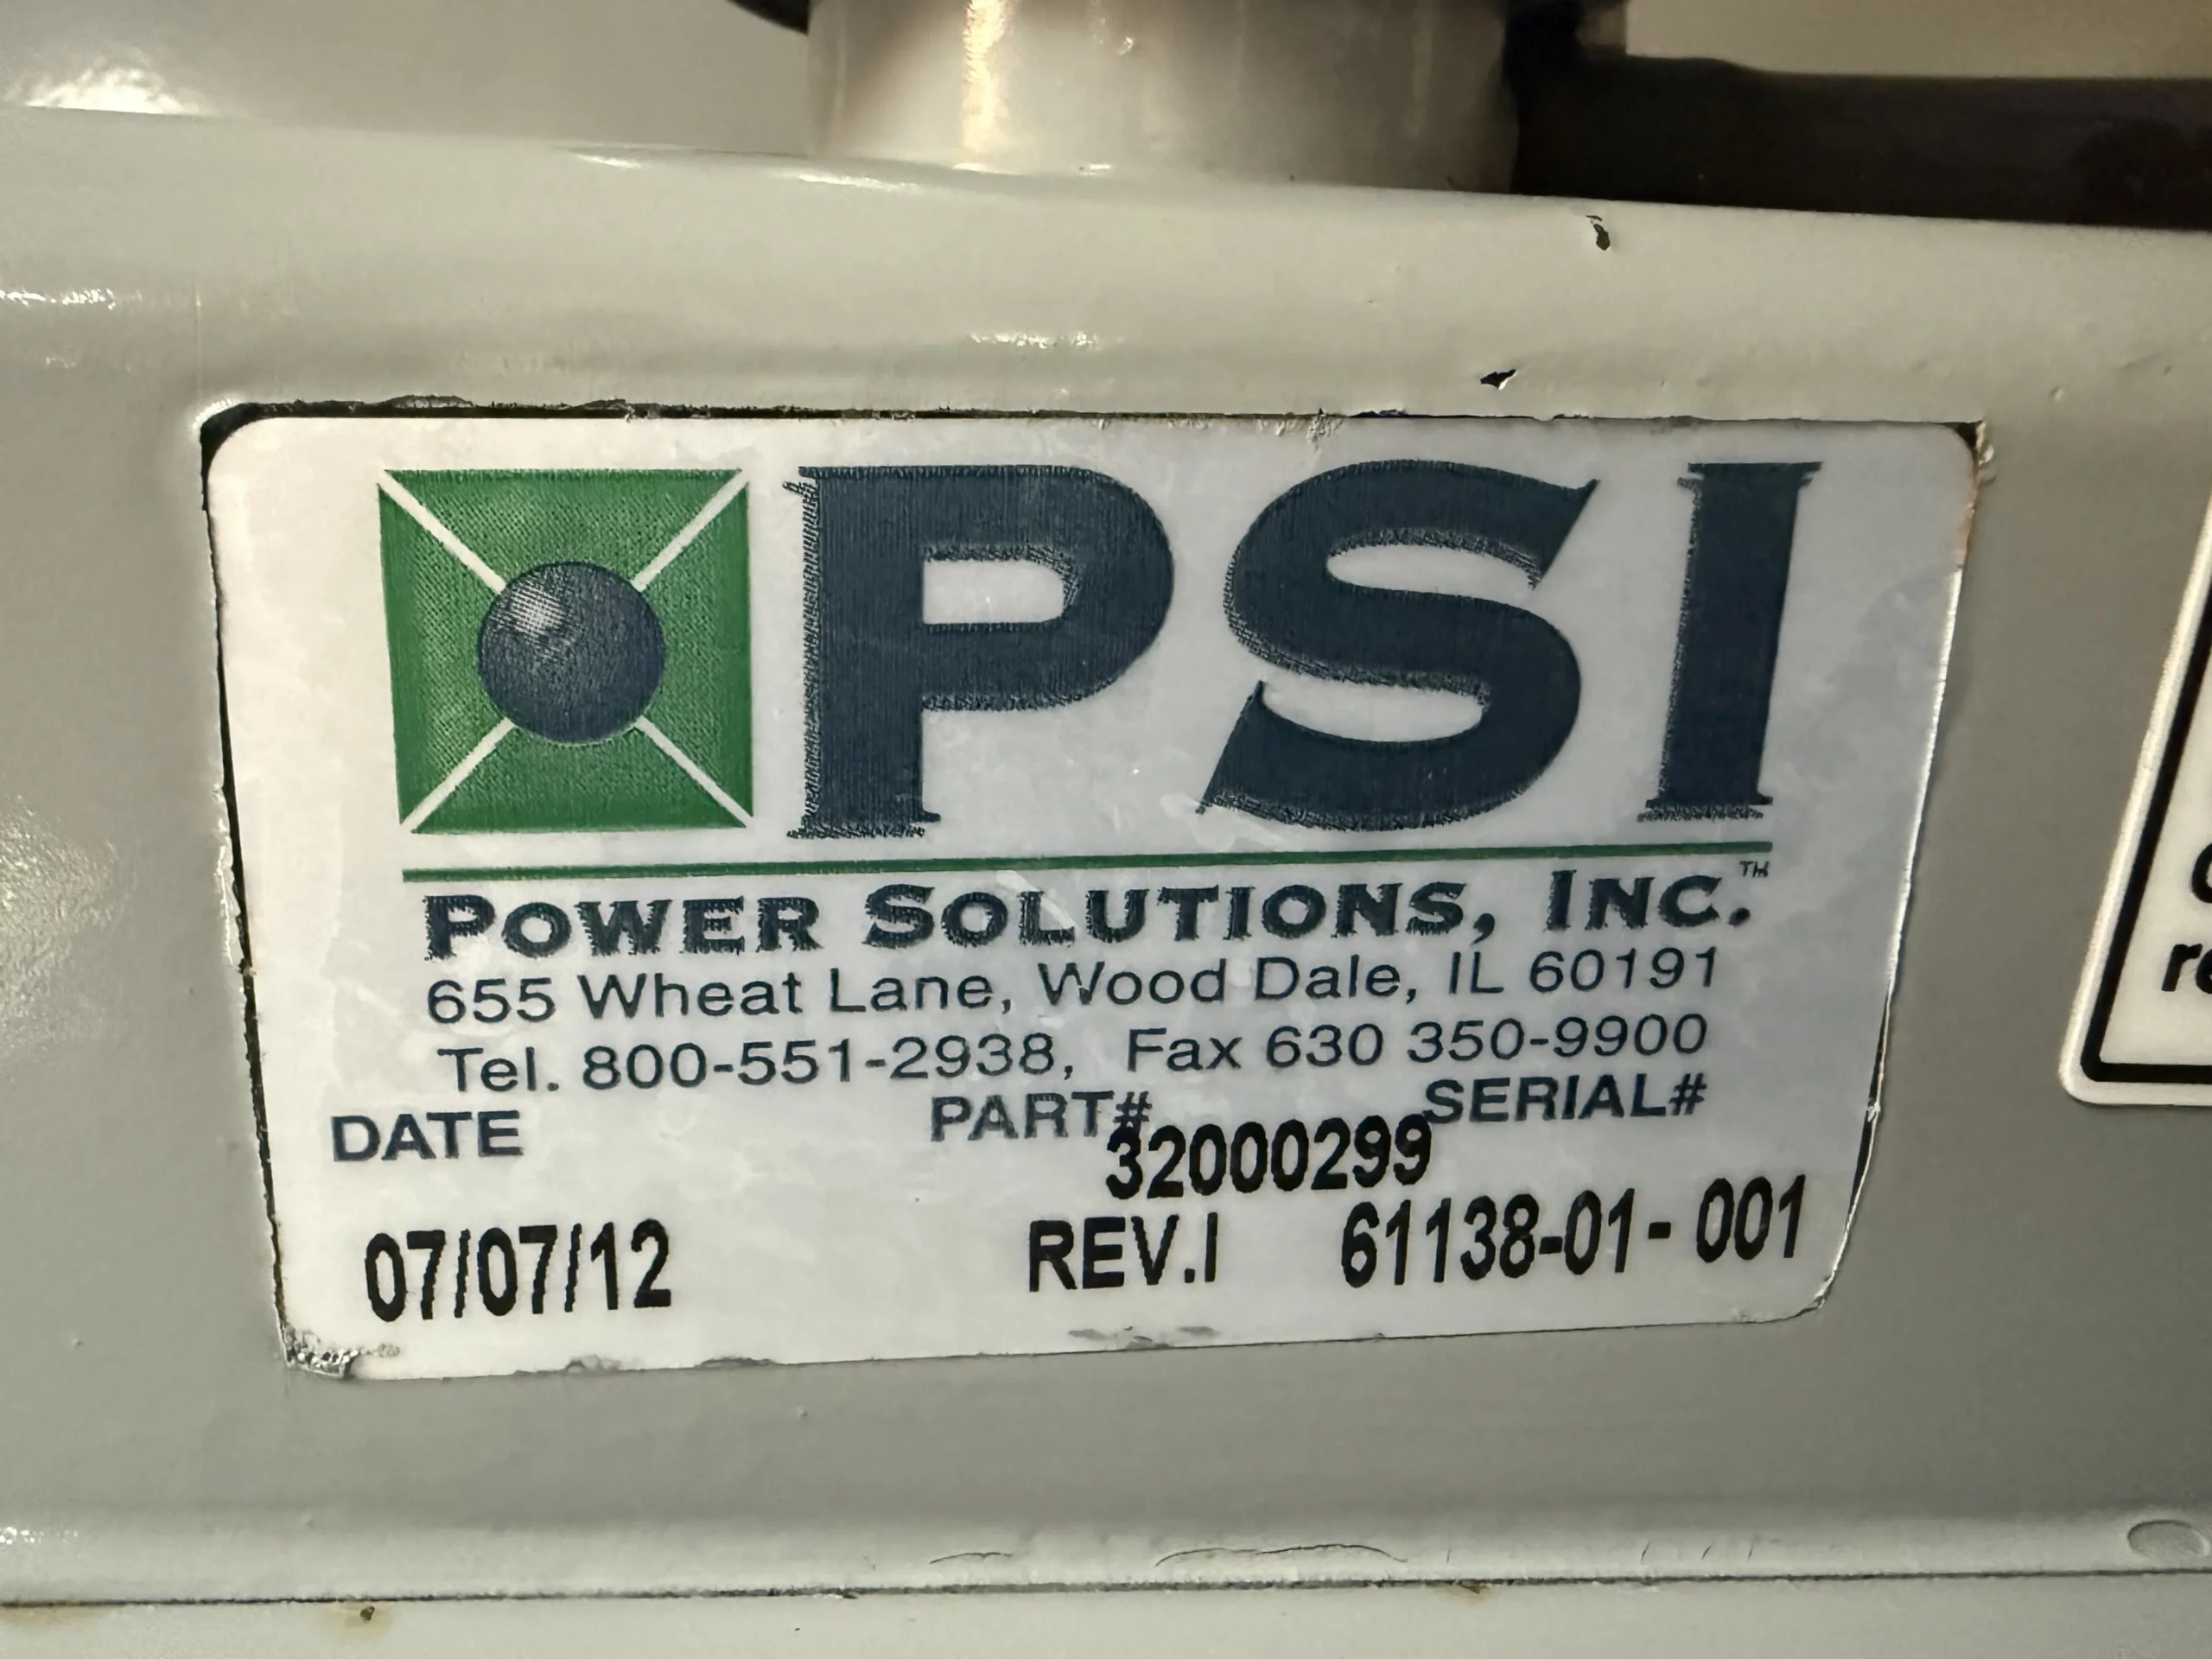 PSI
POWER SOLUTIONS, INC.™
655 Wheat Lane, Wood Dale, IL 60191
Tel. 800-551-2938, Fax 630 350-9900
DATE PART# SERIAL#
32000299
07/07/12 REV.I 61138-01-001